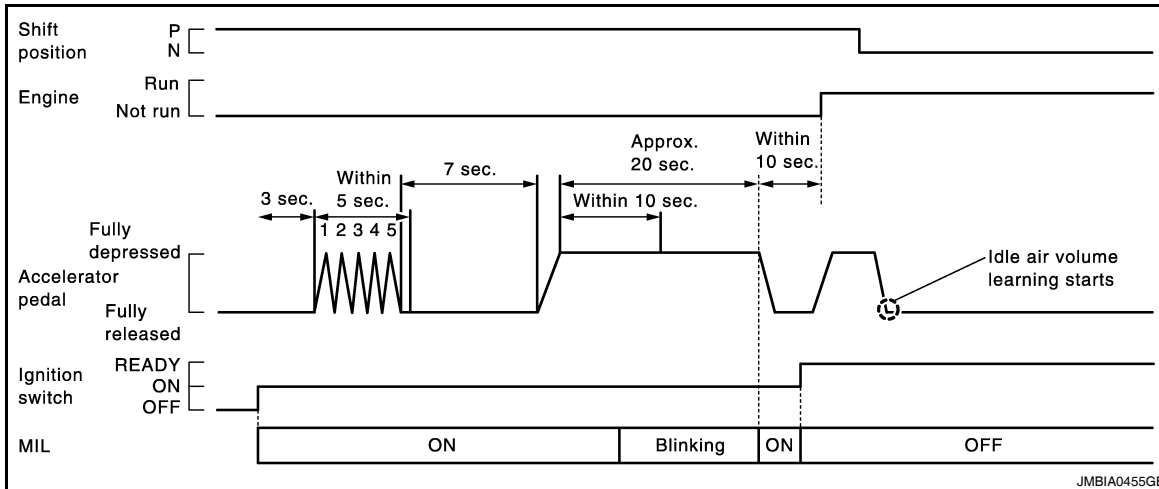 Shift
position
P
N
Engine
Run
Not run
Approx.
20 sec.
Within
10 sec.
7 sec.
Within
5 sec.
3 sec.
Within 10 sec.
1 2 3 4 5
Fully
depressed
Accelerator
pedal
Fully
released
Idle air volume
learning starts
Ignition
switch
READY
ON
OFF
MIL
ON
Blinking
ON
OFF
JMBIA0455GB